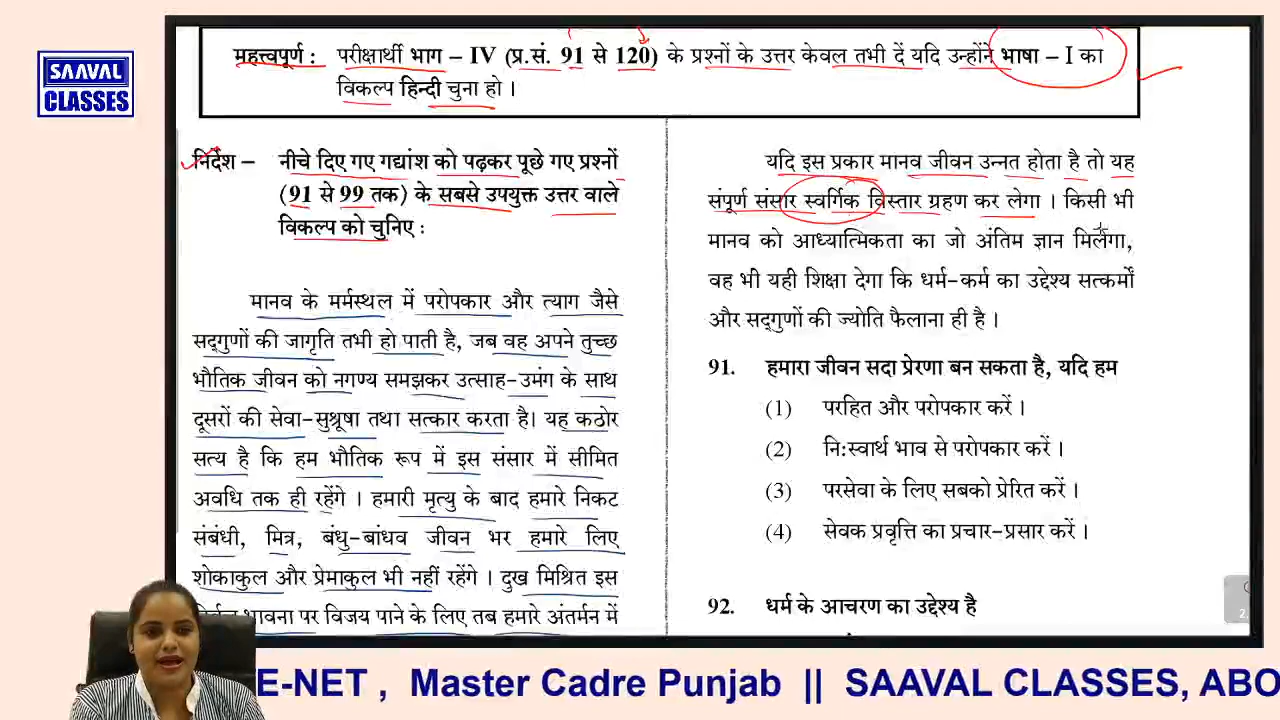 SAAVAL
CLASSES
महत्त्वपूर्ण : परीक्षार्थी भाग – IV (प्र.सं. 91 से 120) के प्रश्नों के उत्तर केवल तभी दें यदि उन्होंने भाषा – I का
विकल्प हिन्दी चुना हो ।
निर्देश – नीचे दिए गए गद्यांश को पढ़कर पूछे गए प्रश्नों
(91 से 99 तक) के सबसे उपयुक्त उत्तर वाले
विकल्प को चुनिए :
मानव के मर्मस्थल में परोपकार और त्याग जैसे
सद्‌गुणों की जागृति तभी हो पाती है, जब वह अपने तुच्छ
भौतिक जीवन को नगण्य समझकर उत्साह-उमंग के साथ
दूसरों की सेवा-सुश्रूषा तथा सत्कार करता है। यह कठोर
सत्य है कि हम भौतिक रूप में इस संसार में सीमित
अवधि तक ही रहेंगे । हमारी मृत्यु के बाद हमारे निकट
संबंधी, मित्र, बंधु-बांधव जीवन भर हमारे लिए
शोकाकुल और प्रेमाकुल भी नहीं रहेंगे । दुख मिश्रित इस
भावना पर विजय पाने के लिए तब हमारे अंतर्मन में
यदि इस प्रकार मानव जीवन उन्नत होता है तो यह
संपूर्ण संसार स्वर्गिक विस्तार ग्रहण कर लेगा । किसी भी
मानव को आध्यात्मिकता का जो अंतिम ज्ञान मिलेगा,
वह भी यही शिक्षा देगा कि धर्म-कर्म का उद्देश्य सत्कर्मों
और सद्‌गुणों की ज्योति फैलाना ही है ।
91. हमारा जीवन सदा प्रेरणा बन सकता है, यदि हम
(1) परहित और परोपकार करें ।
(2) नि:स्वार्थ भाव से परोपकार करें ।
(3) परसेवा के लिए सबको प्रेरित करें ।
(4) सेवक प्रवृत्ति का प्रचार-प्रसार करें ।
92. धर्म के आचरण का उद्देश्य है
E-NET , Master Cadre Punjab || SAAVAL CLASSES, ABO